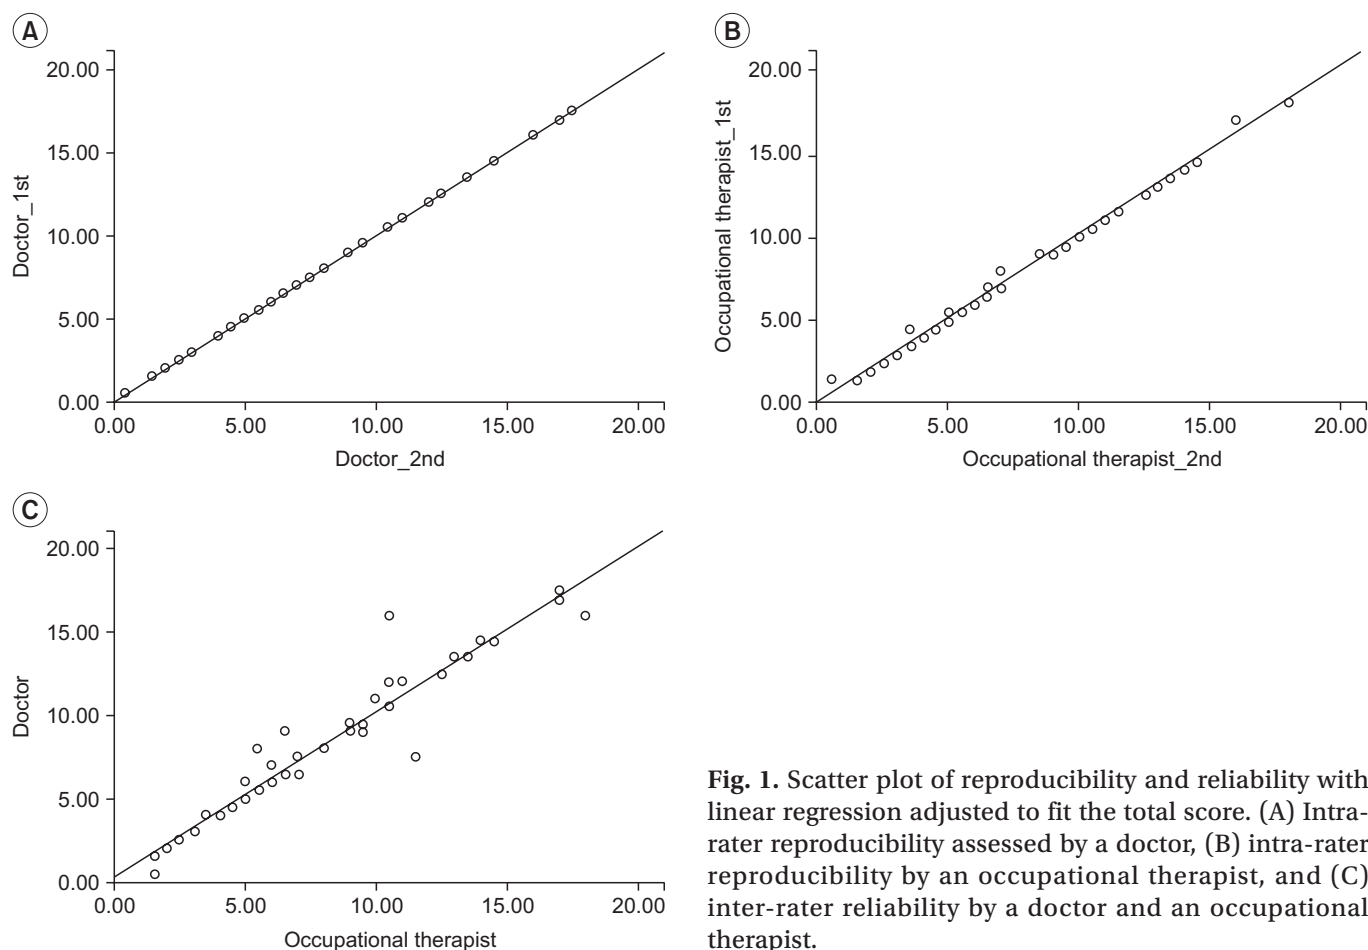 A
20.00
15.00
10.00
5.00
0.00
0.00 5.00 10.00 15.00 20.00
Doctor_1st
Doctor_2nd
B
20.00
15.00
10.00
5.00
0.00
0.00 5.00 10.00 15.00 20.00
Occupational therapist_1st
Occupational therapist_2nd
C
20.00
15.00
10.00
5.00
0.00
0.00 5.00 10.00 15.00 20.00
Doctor
Occupational therapist
Fig. 1. Scatter plot of reproducibility and reliability with
linear regression adjusted to fit the total score. (A) Intra-
rater reproducibility assessed by a doctor, (B) intra-rater
reproducibility by an occupational therapist, and (C)
inter-rater reliability by a doctor and an occupational
therapist.